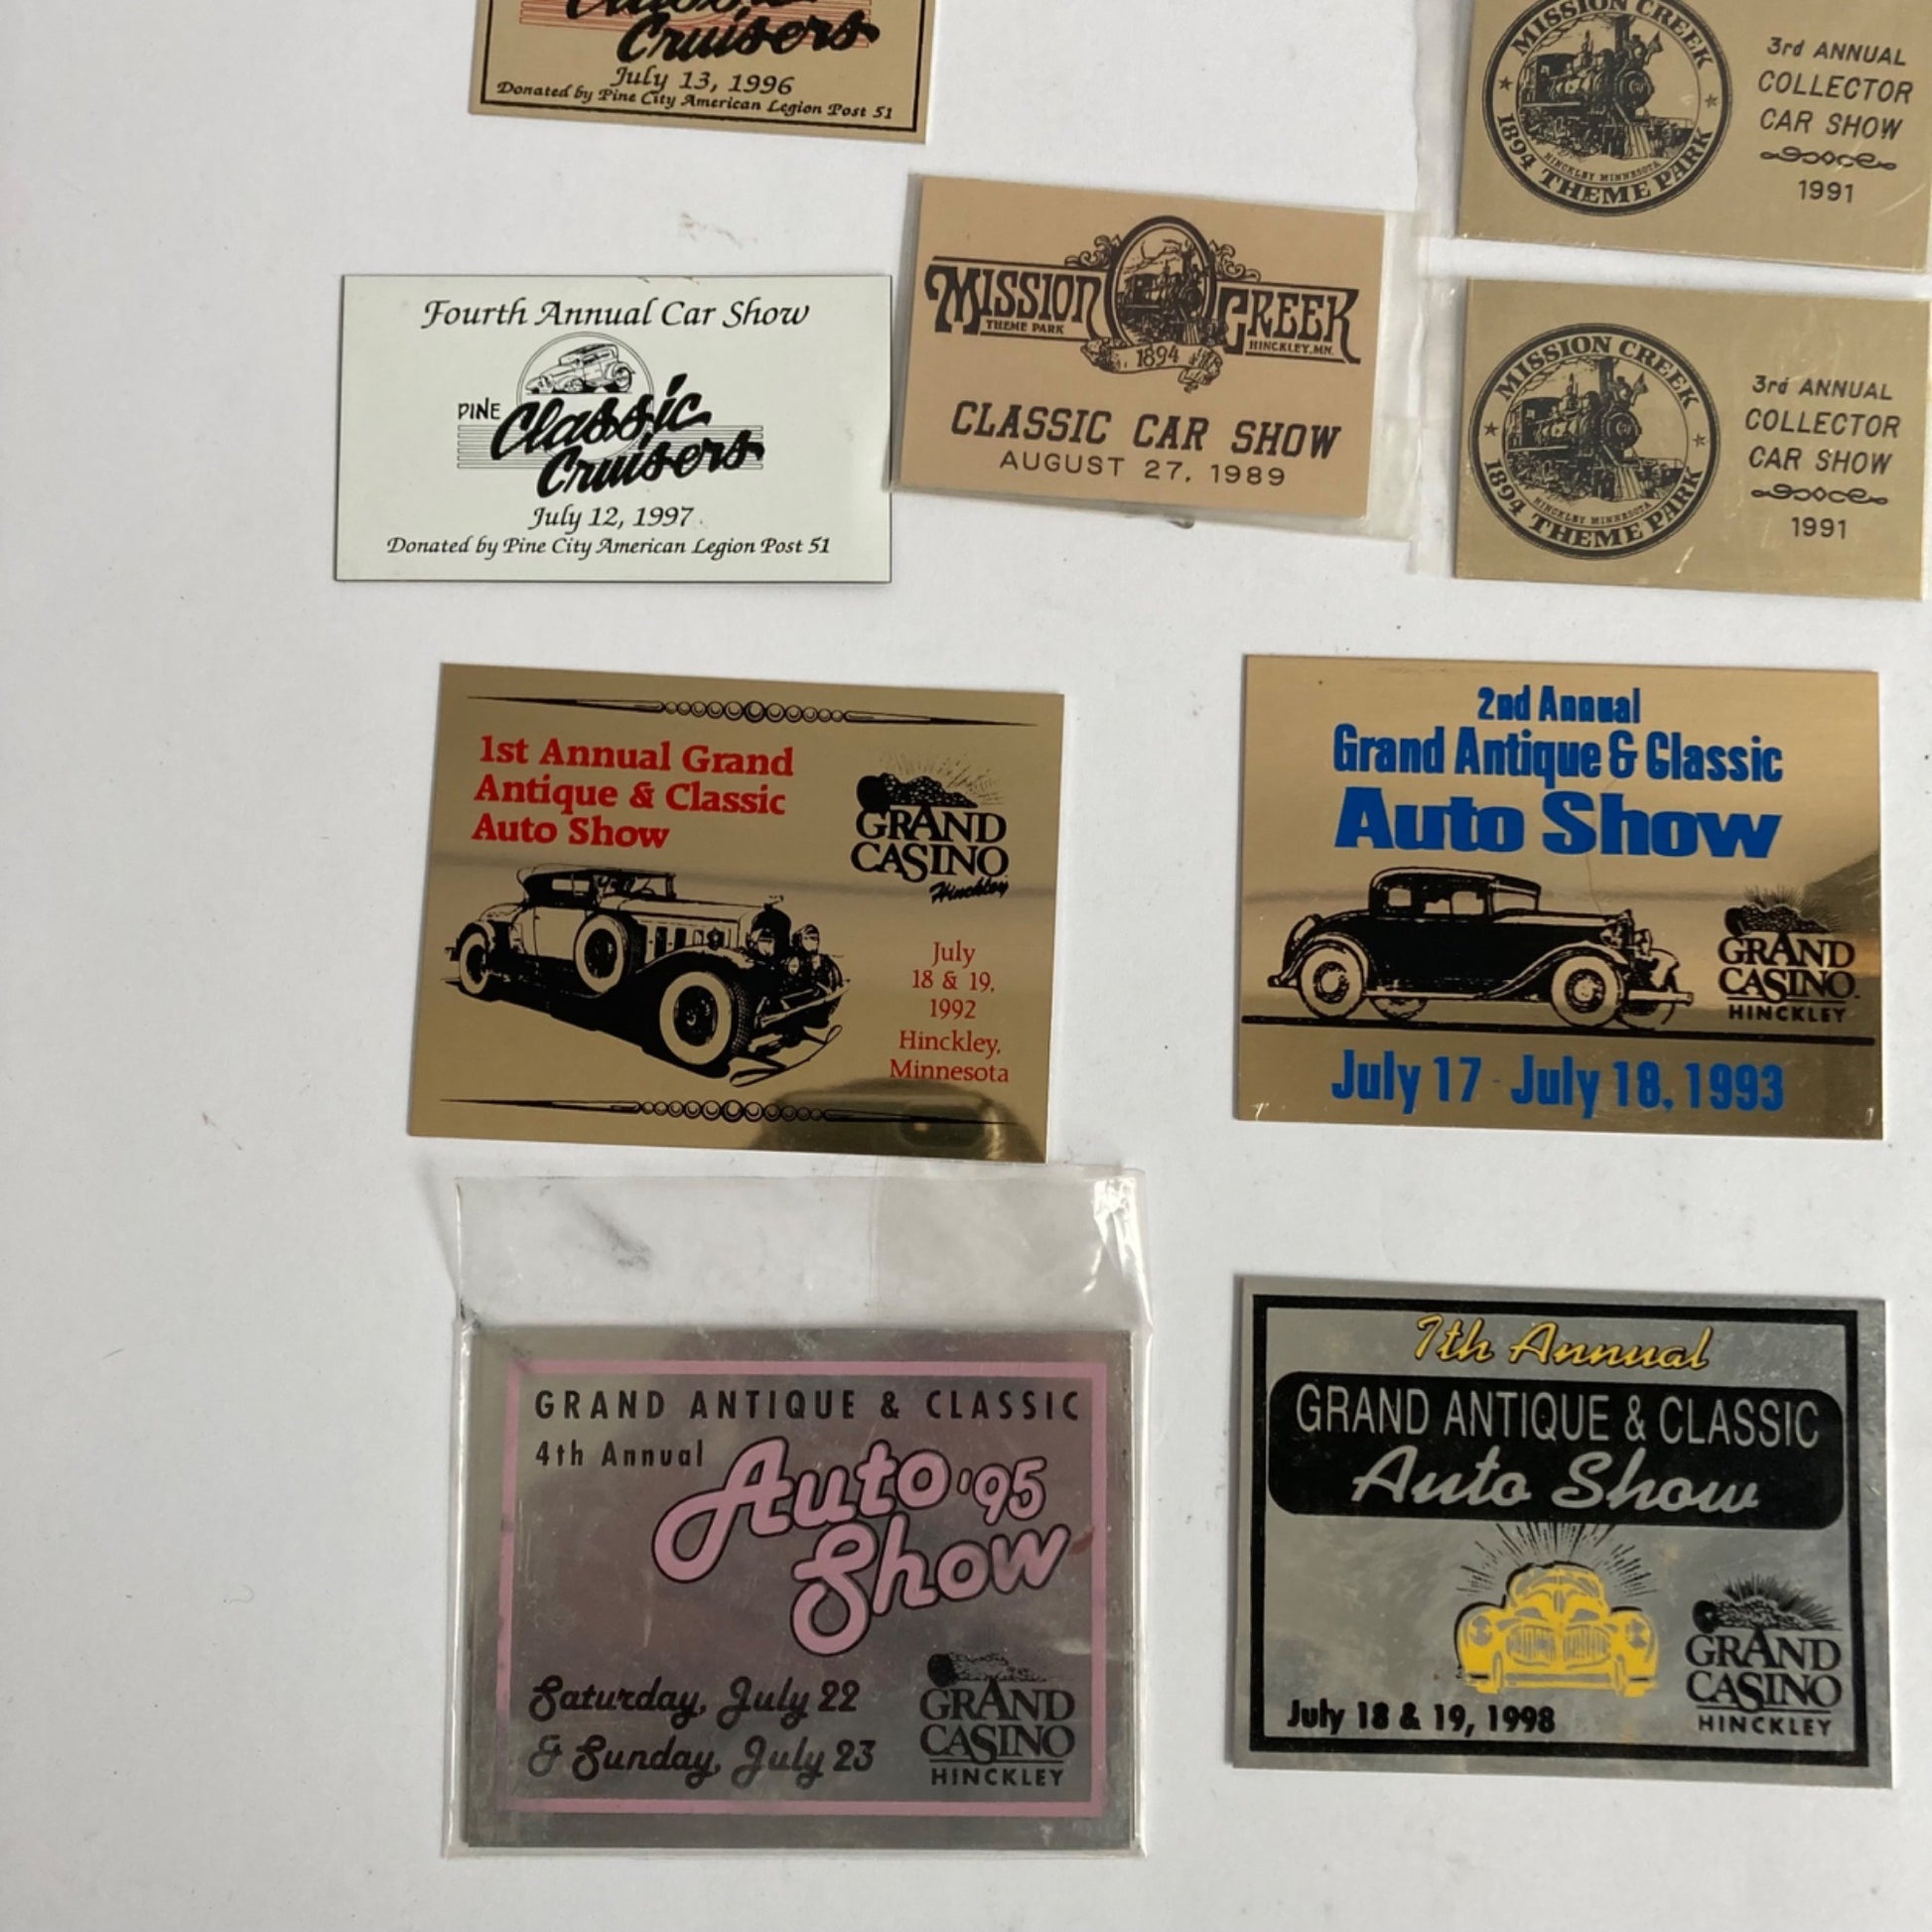 Classic
Cruisers
July 13, 1996
Donated by Pine City American Legion Post 51
MISSION CREEK
1894 THEME PARK
HINCKLEY MINNESOTA
3rd ANNUAL
COLLECTOR
CAR SHOW
1991
Fourth Annual Car Show
PINE
Classic
Cruisers
July 12, 1997
Donated by Pine City American Legion Post 51
MISSION CREEK
THEME PARK
HINCKLEY, MN.
1894
CLASSIC CAR SHOW
AUGUST 27, 1989
MISSION CREEK
1894 THEME PARK
HINCKLEY MINNESOTA
3rd ANNUAL
COLLECTOR
CAR SHOW
1991
1st Annual Grand
Antique & Classic
Auto Show
GRAND
CASINO
Hinckley
July
18 & 19,
1992
Hinckley,
Minnesota
2nd Annual
Grand Antique & Classic
Auto Show
GRAND
CASINO
HINCKLEY
July 17 - July 18, 1993
GRAND ANTIQUE & CLASSIC
4th Annual
Auto '95
Show
Saturday, July 22
& Sunday, July 23
GRAND
CASINO
HINCKLEY
7th Annual
GRAND ANTIQUE & CLASSIC
Auto Show
July 18 & 19, 1998
GRAND
CASINO
HINCKLEY